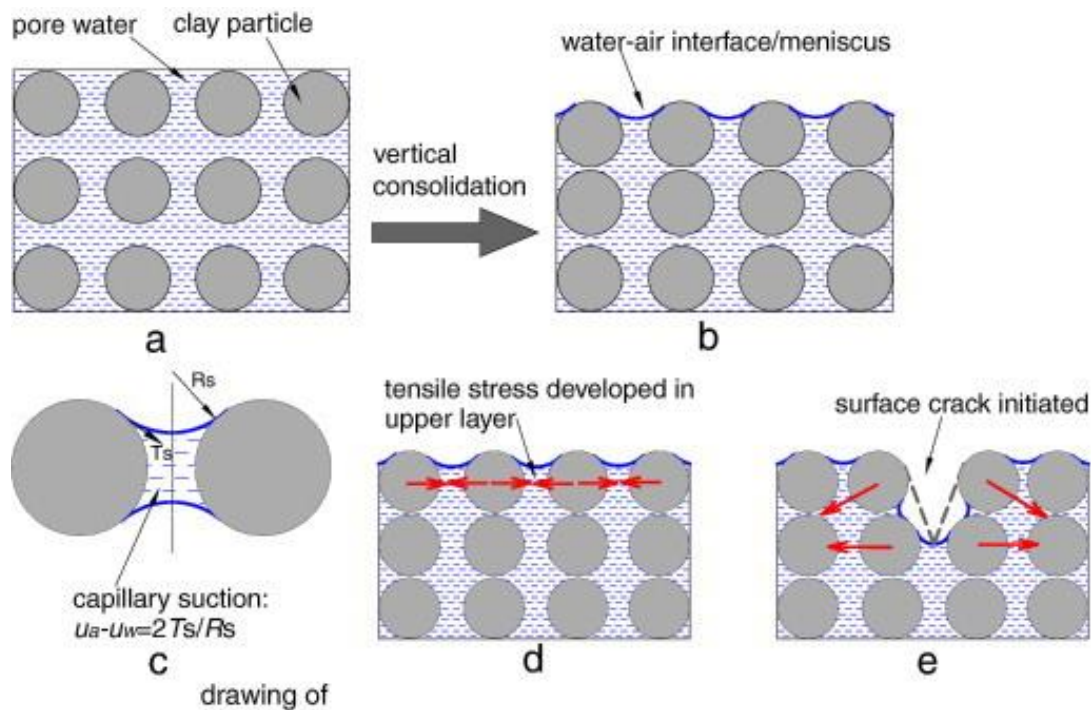 pore water
clay particle
water-air interface/meniscus
vertical
consolidation
a
b
Rs
Ts
capillary suction:
ua-uw=2Ts/Rs
c
tensile stress developed in
upper layer
d
surface crack initiated
e
drawing of